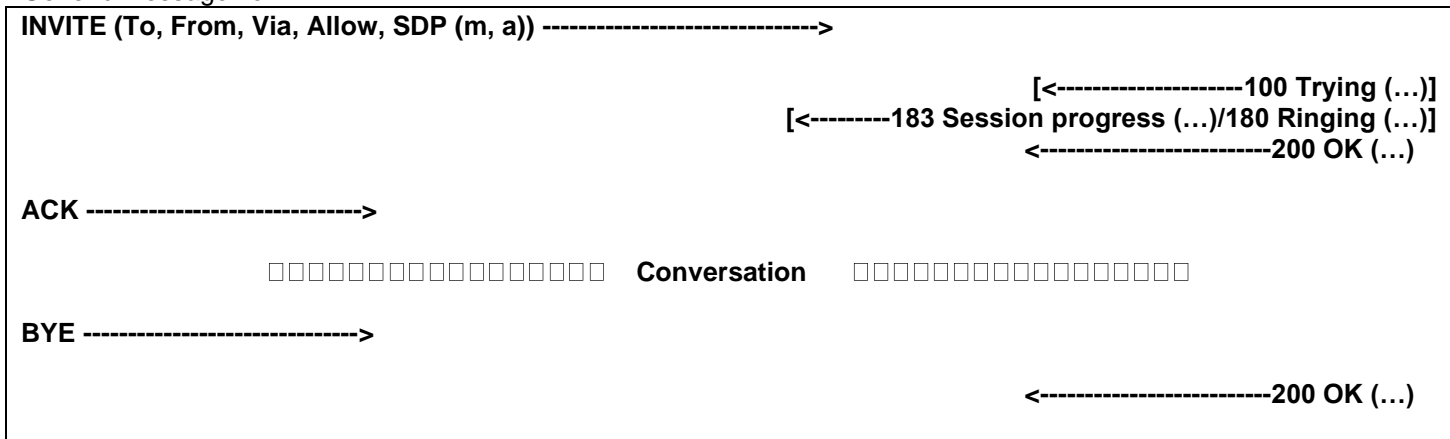 INVITE (To, From, Via, Allow, SDP (m, a)) ------------------------------->
[<---------------------100 Trying (…)]
[<---------183 Session progress (…)/180 Ringing (…)]
<--------------------------200 OK (…)
ACK ------------------------------->
□□□□□□□□□□□□□□□□□ Conversation □□□□□□□□□□□□□□□□□
BYE ------------------------------->
<--------------------------200 OK (…)